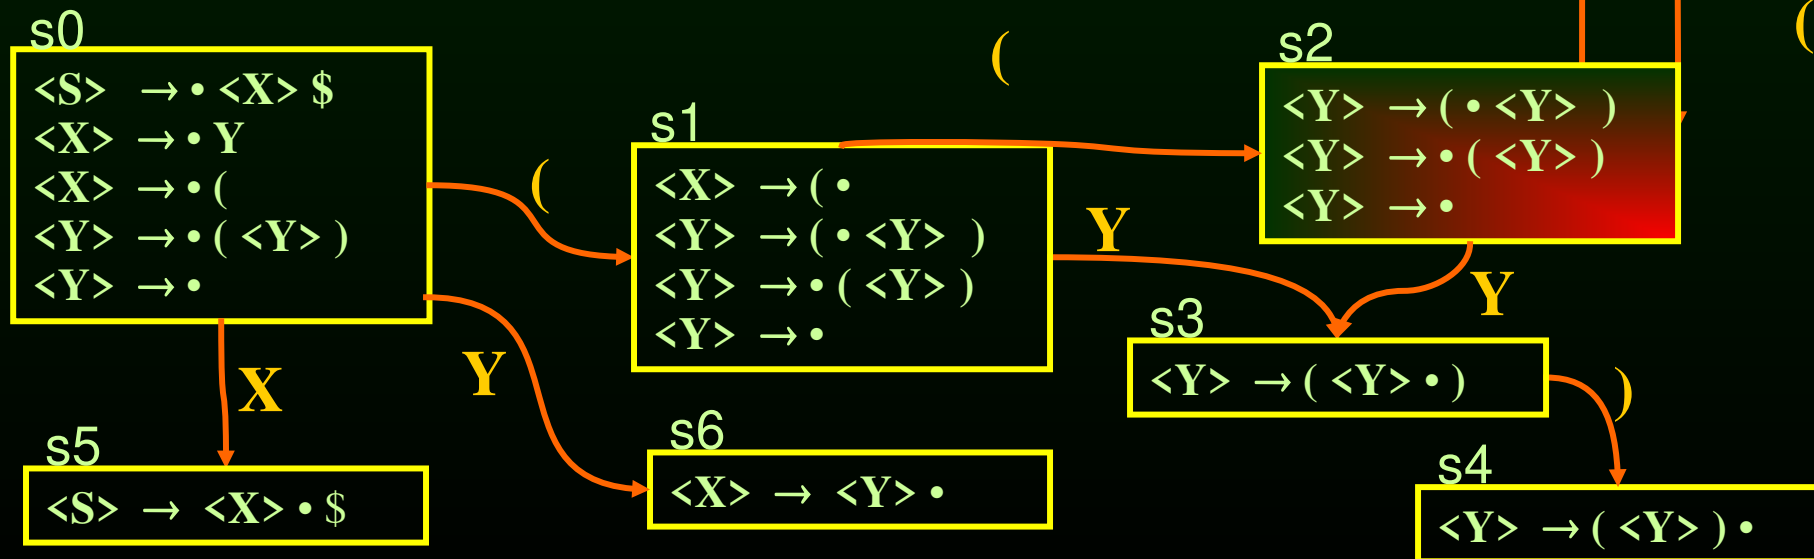 s0
<S> → • <X> $
<X> → • Y
<X> → • (
<Y> → • ( <Y> )
<Y> → •
(
s1
<X> → ( •
<Y> → ( • <Y> )
<Y> → • ( <Y> )
<Y> → •
(
s2
<Y> → ( • <Y> )
<Y> → • ( <Y> )
<Y> → •
(
Y
Y
s3
<Y> → ( <Y> • )
)
s4
<Y> → ( <Y> ) •
X
Y
s5
<S> → <X> • $
s6
<X> → <Y> •